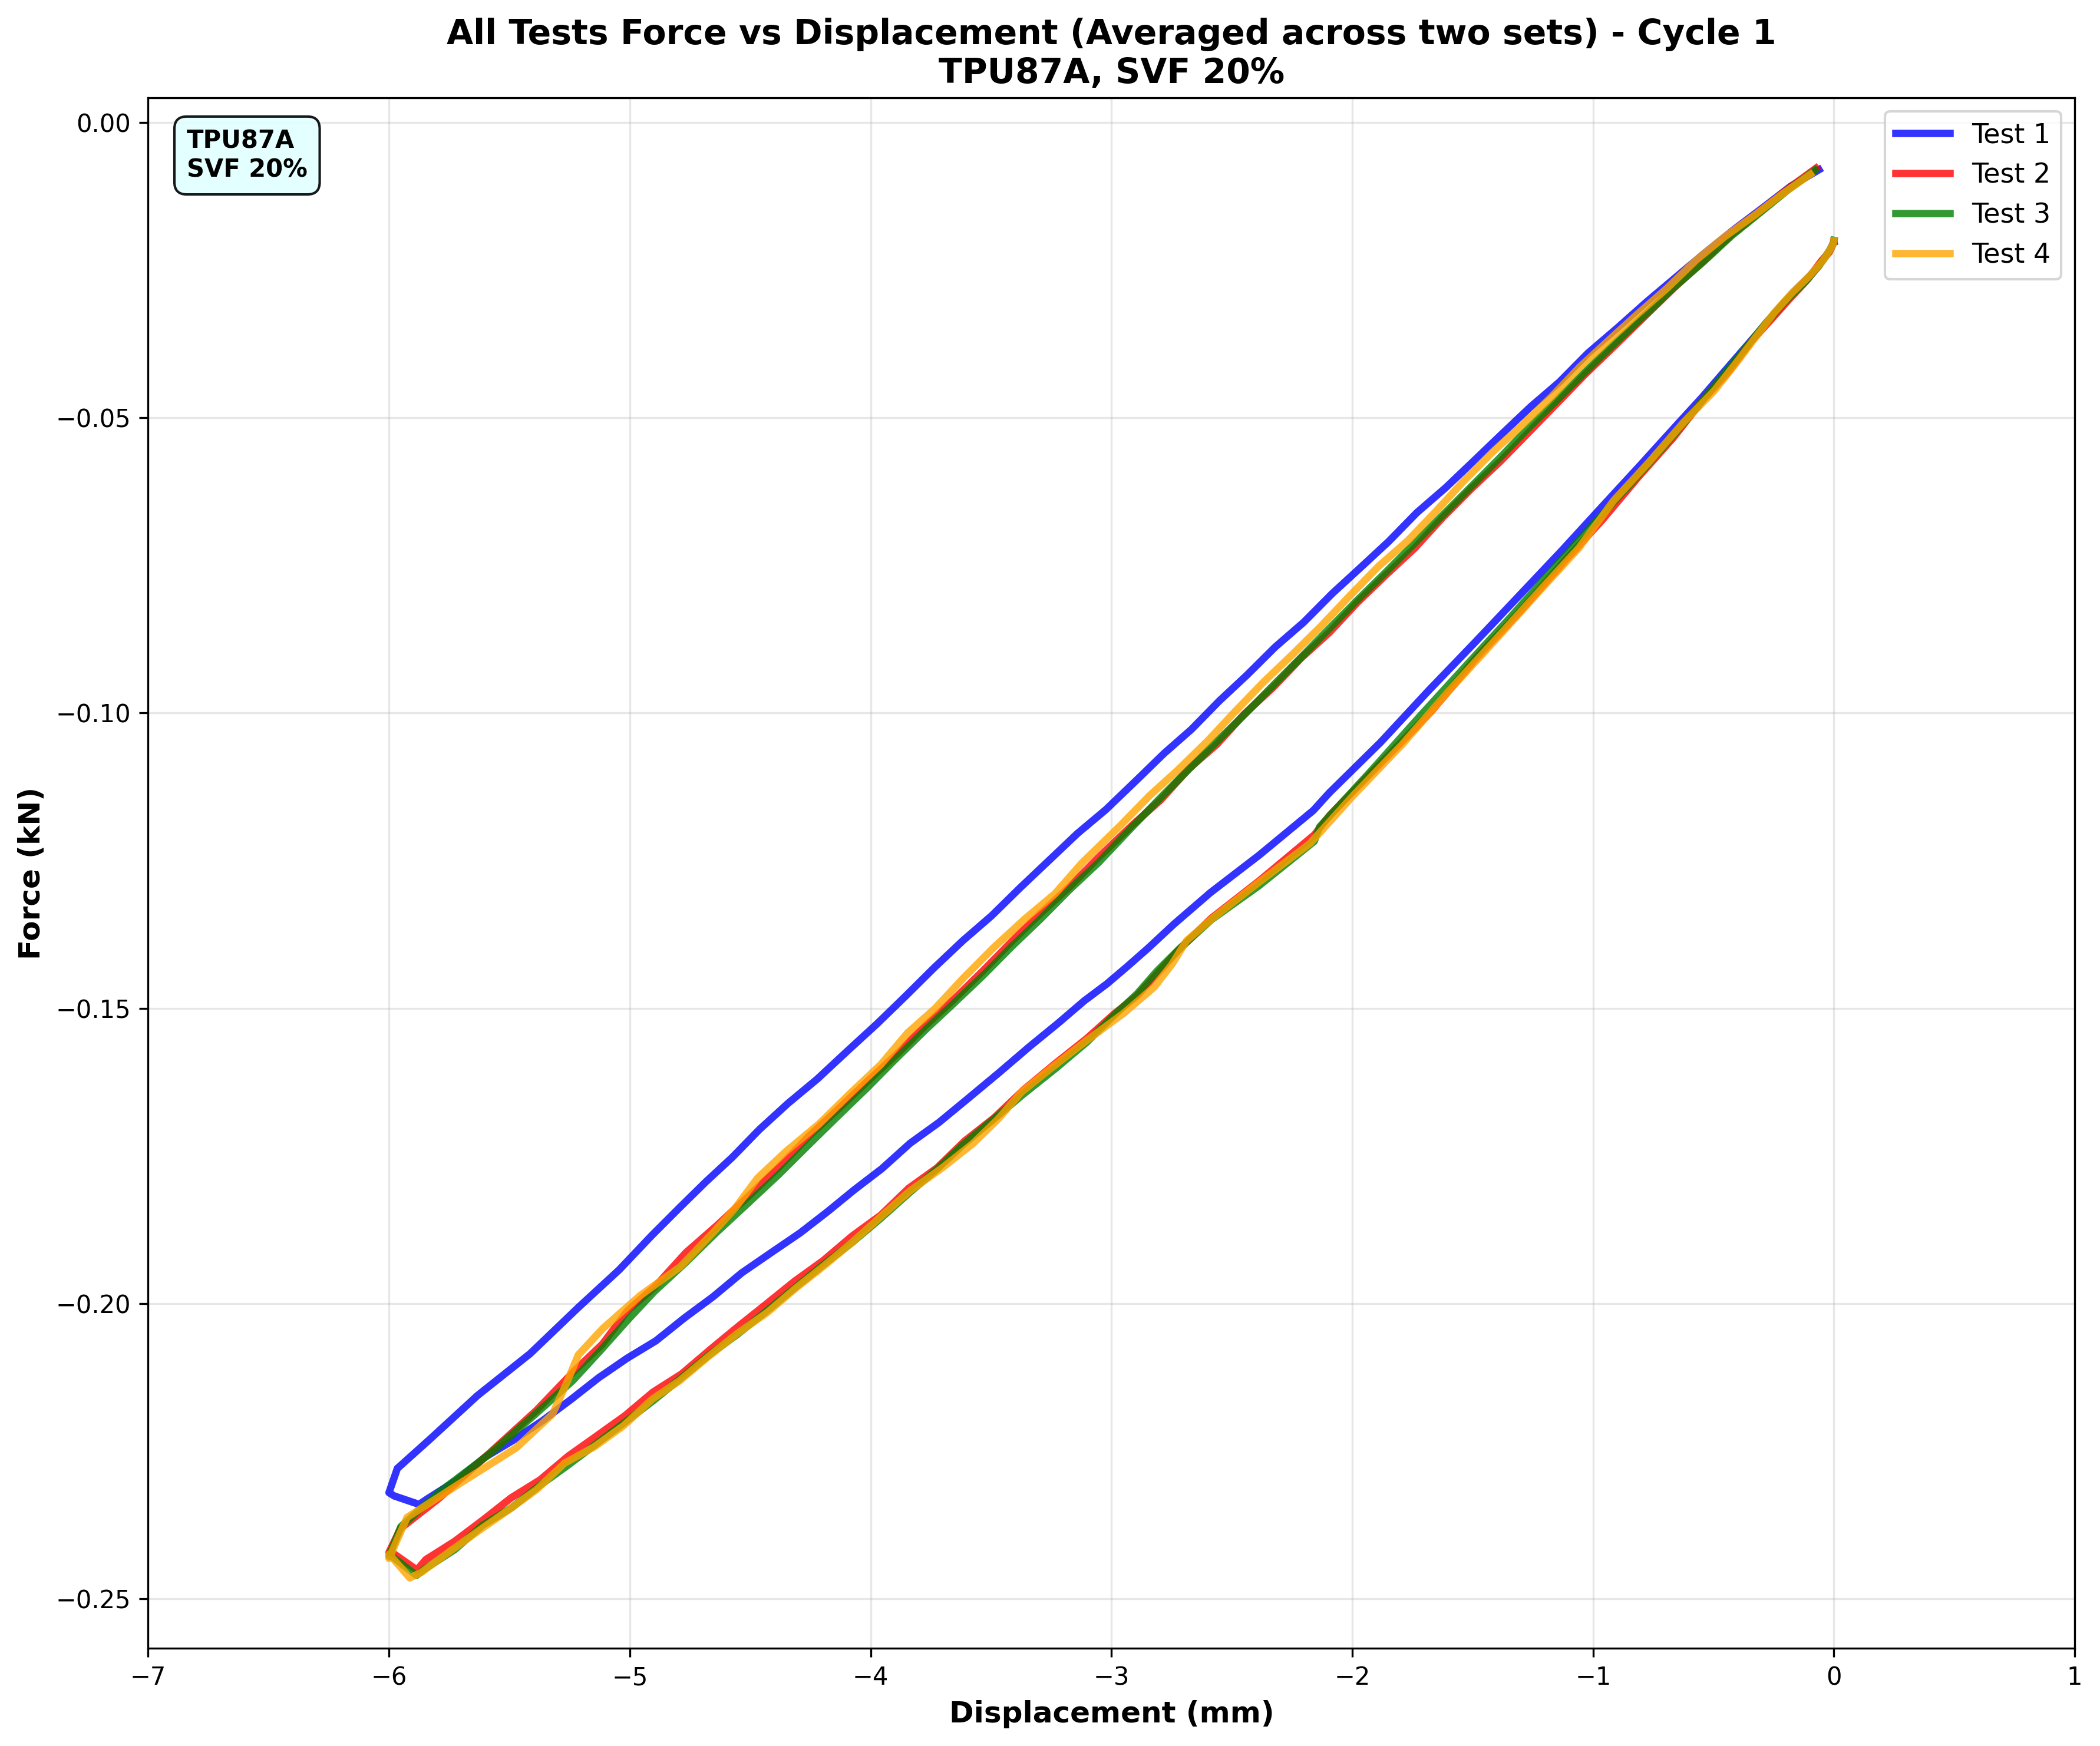 All Tests Force vs Displacement (Averaged across two sets) - Cycle 1
TPU87A, SVF 20%
TPU87A
SVF 20%
Test 1
Test 2
Test 3
Test 4
Force (kN)
0.00
−0.05
−0.10
−0.15
−0.20
−0.25
−7
−6
−5
−4
−3
−2
−1
0
1
Displacement (mm)